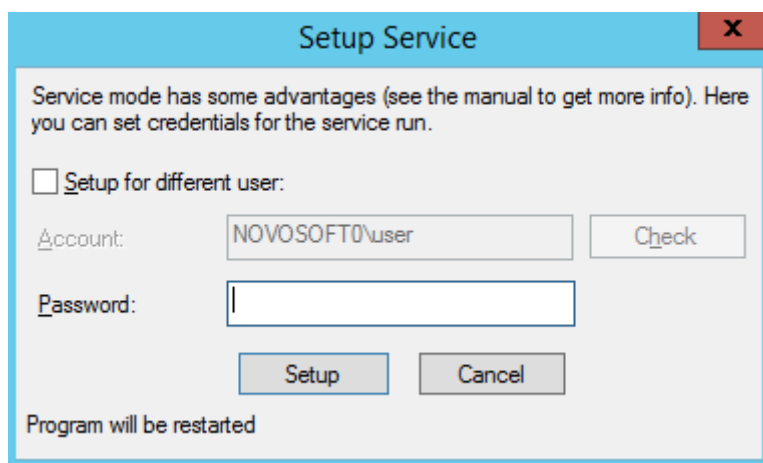 Setup Service
x
Service mode has some advantages (see the manual to get more info). Here
you can set credentials for the service run.
Setup for different user:
Account: NOVOSOFT0\user Check
Password:
Setup Cancel
Program will be restarted